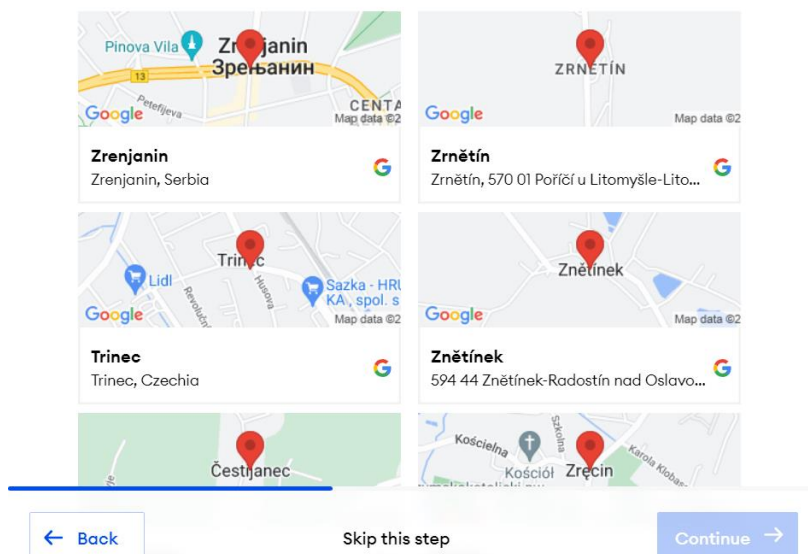 Pinova Vila
Зрењанин
13
Petefijeva
CENTA
Google
Map data ©2
Zrenjanin
Zrenjanin, Serbia
ZRNĚTÍN
Google
Map data ©2
Zrnětín
Zrnětín, 570 01 Poříčí u Litomyšle-Lito...
Lidl
Husova
Sazka - HRU
KA , spol. s
Google
Map data ©2
Trinec
Trinec, Czechia
Znětínek
Google
Map data ©2
Znětínek
594 44 Znětínek-Radostín nad Oslavo...
Čestijanec
Kościelna
Szkolna
Kościół
Zręcin
Karola Klobas
Back
Skip this step
Continue